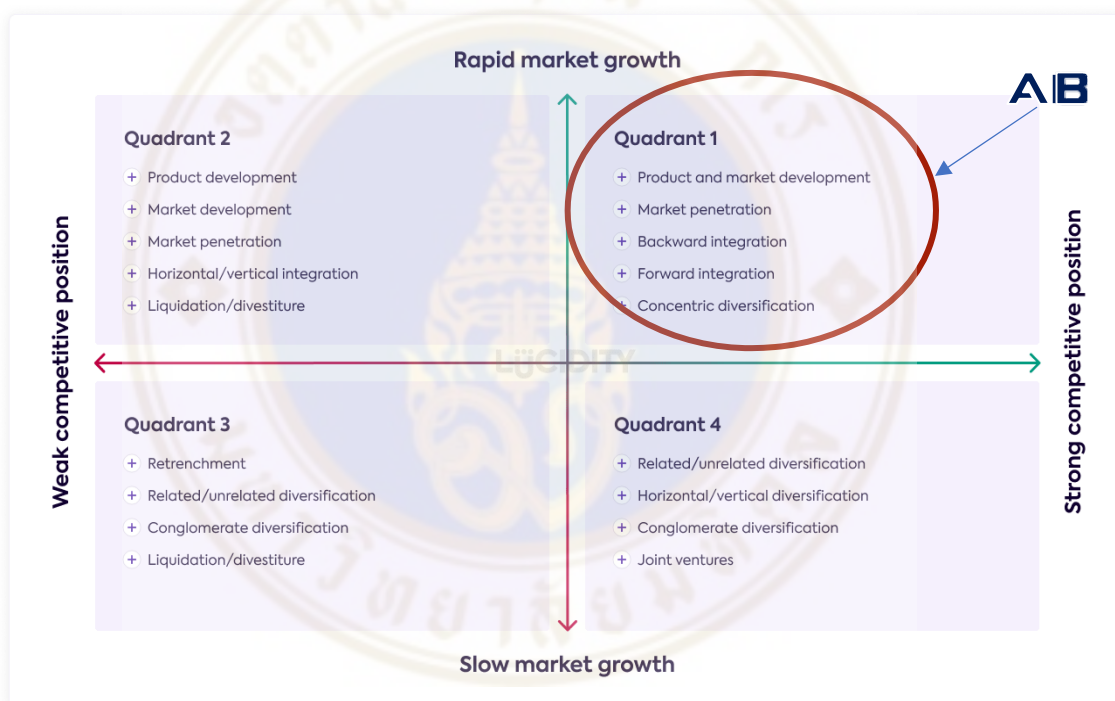 Rapid market growth
A|B
Quadrant 2
+ Product development
+ Market development
+ Market penetration
+ Horizontal/vertical integration
+ Liquidation/divestiture
Quadrant 1
+ Product and market development
+ Market penetration
+ Backward integration
+ Forward integration
+ Concentric diversification
Weak competitive position
Strong competitive position
LUCIDITY
Quadrant 3
+ Retrenchment
+ Related/unrelated diversification
+ Conglomerate diversification
+ Liquidation/divestiture
Quadrant 4
+ Related/unrelated diversification
+ Horizontal/vertical diversification
+ Conglomerate diversification
+ Joint ventures
Slow market growth